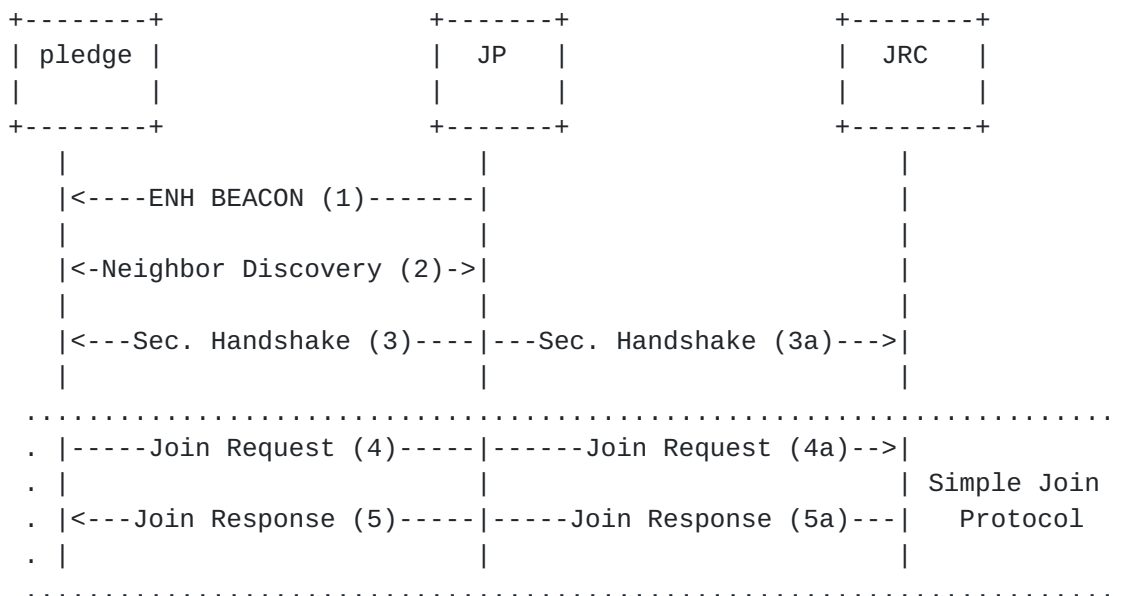 +--------+                 +-------+                 +--------+
| pledge |                 |  JP   |                 |  JRC   |
|        |                 |       |                 |        |
+--------+                 +-------+                 +--------+
   |                          |                          |
   |<----ENH BEACON (1)-------|                          |
   |                          |                          |
   |<-Neighbor Discovery (2)->|                          |
   |                          |                          |
   |<---Sec. Handshake (3)----|---Sec. Handshake (3a)--->|
   |                          |                          |
 ......................................................................
 . |-----Join Request (4)-----|------Join Request (4a)-->|
 . |                          |                          | Simple Join
 . |<---Join Response (5)-----|-----Join Response (5a)---|   Protocol
 . |                          |                          |
 ......................................................................